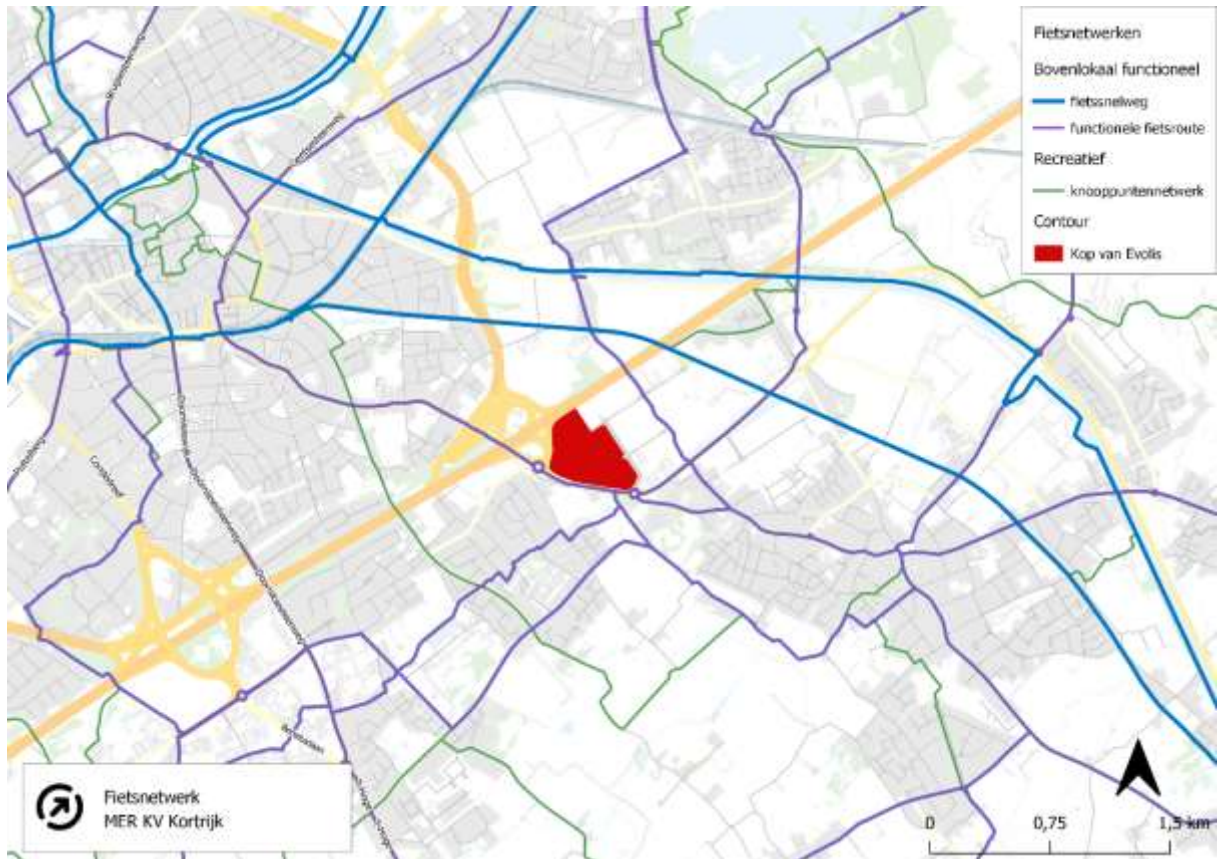 Fietsnetwerken
Bovenlokaal functioneel
fietssnelweg
functionele fietsroute
Recreatief
knooppuntennetwerk
Contour
Kop van Evolis
Fietsnetwerk
MER KV Kortrijk
0 0,75 1,5 km